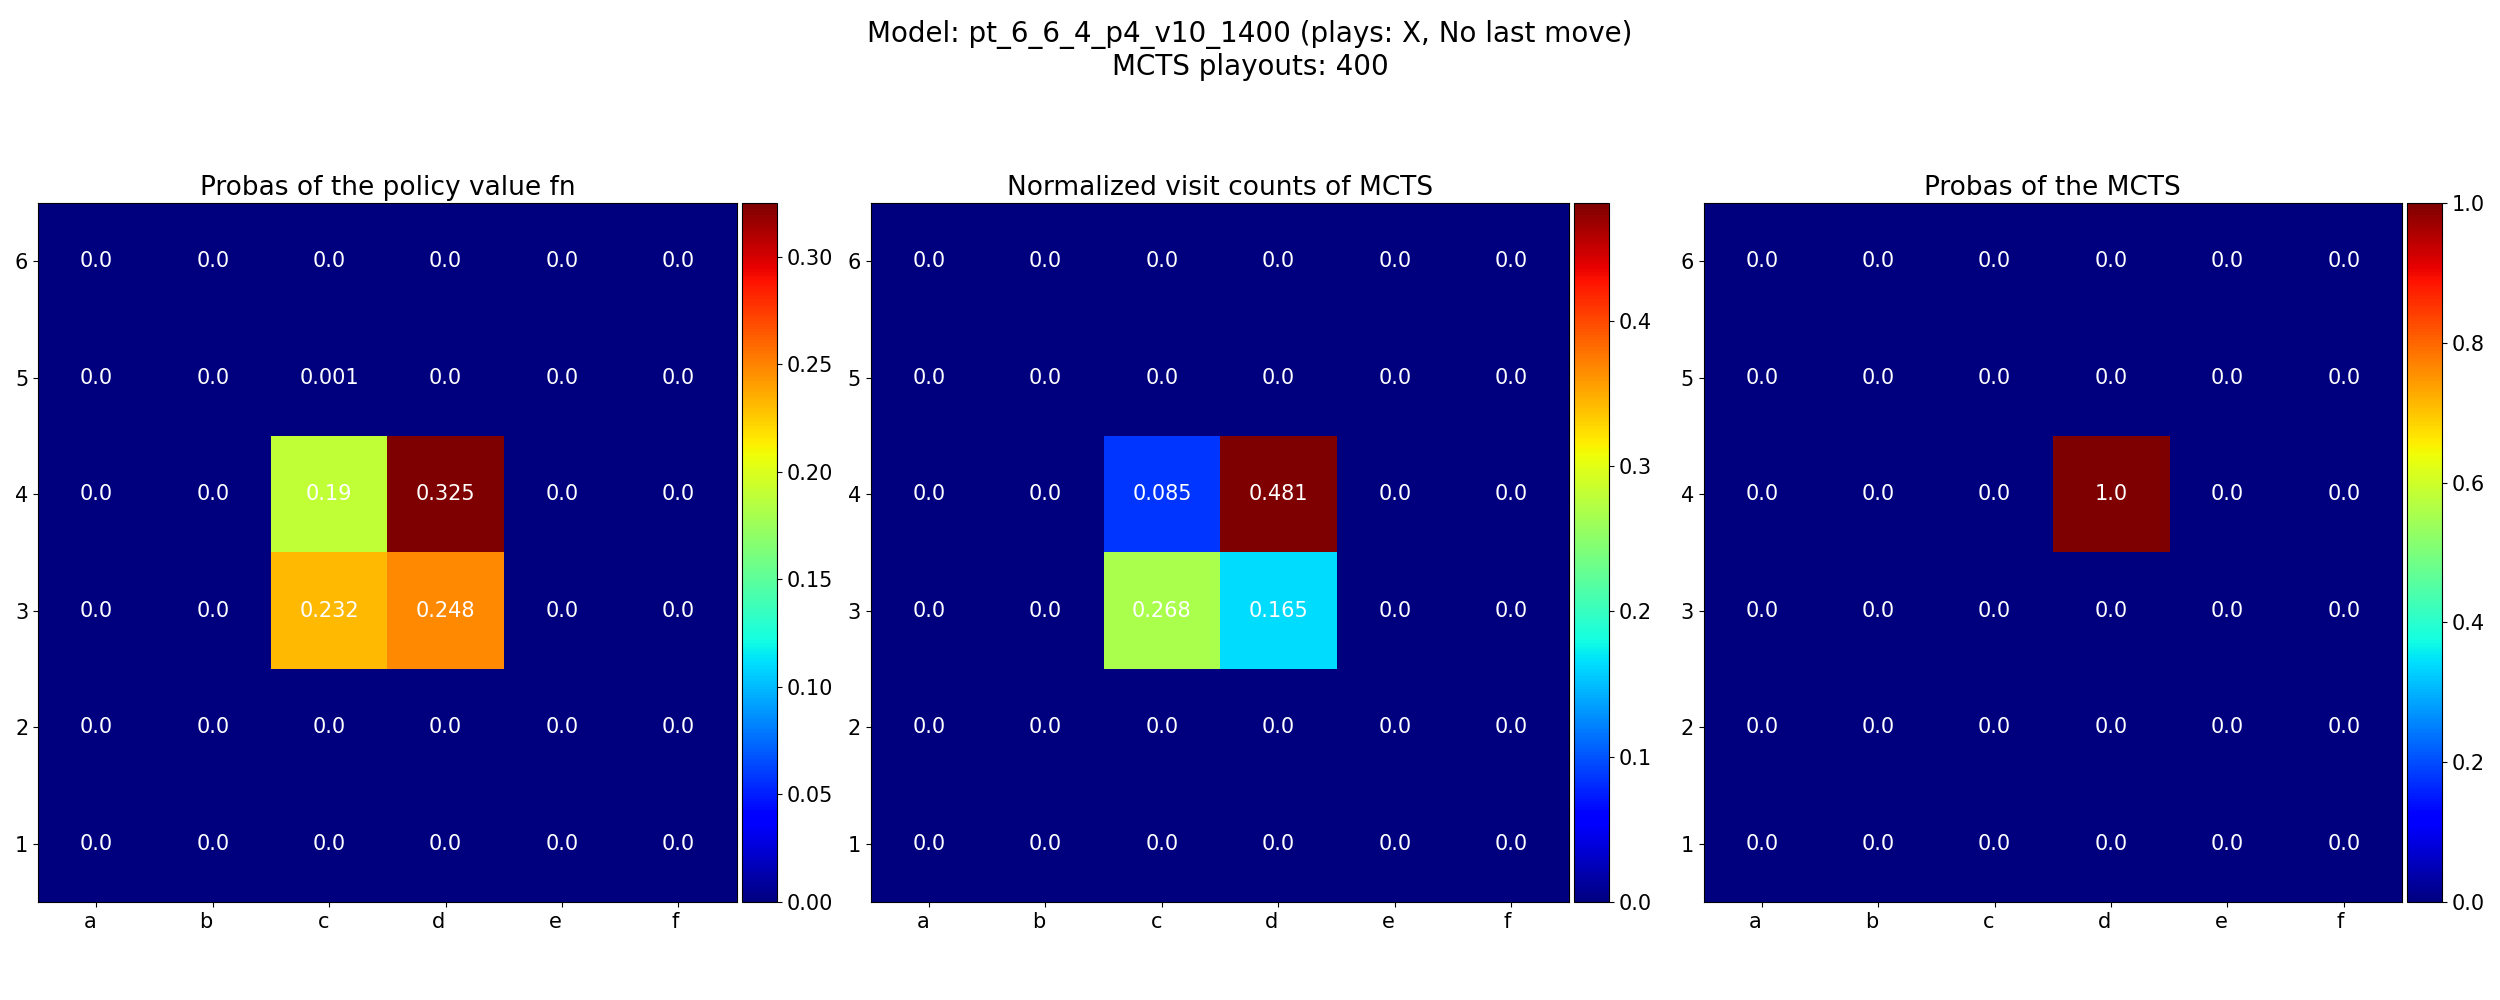 Model: pt_6_6_4_p4_v10_1400 (plays: X, No last move)
MCTS playouts: 400
Probas of the policy value fn
6 0.0 0.0 0.0 0.0 0.0 0.0
5 0.0 0.0 0.001 0.0 0.0 0.0
4 0.0 0.0 0.19 0.325 0.0 0.0
3 0.0 0.0 0.232 0.248 0.0 0.0
2 0.0 0.0 0.0 0.0 0.0 0.0
1 0.0 0.0 0.0 0.0 0.0 0.0
a b c d e f
0.30
0.25
0.20
0.15
0.10
0.05
0.00
Normalized visit counts of MCTS
6 0.0 0.0 0.0 0.0 0.0 0.0
5 0.0 0.0 0.0 0.0 0.0 0.0
4 0.0 0.0 0.085 0.481 0.0 0.0
3 0.0 0.0 0.268 0.165 0.0 0.0
2 0.0 0.0 0.0 0.0 0.0 0.0
1 0.0 0.0 0.0 0.0 0.0 0.0
a b c d e f
0.4
0.3
0.2
0.1
0.0
Probas of the MCTS
6 0.0 0.0 0.0 0.0 0.0 0.0
5 0.0 0.0 0.0 0.0 0.0 0.0
4 0.0 0.0 0.0 1.0 0.0 0.0
3 0.0 0.0 0.0 0.0 0.0 0.0
2 0.0 0.0 0.0 0.0 0.0 0.0
1 0.0 0.0 0.0 0.0 0.0 0.0
a b c d e f
1.0
0.8
0.6
0.4
0.2
0.0